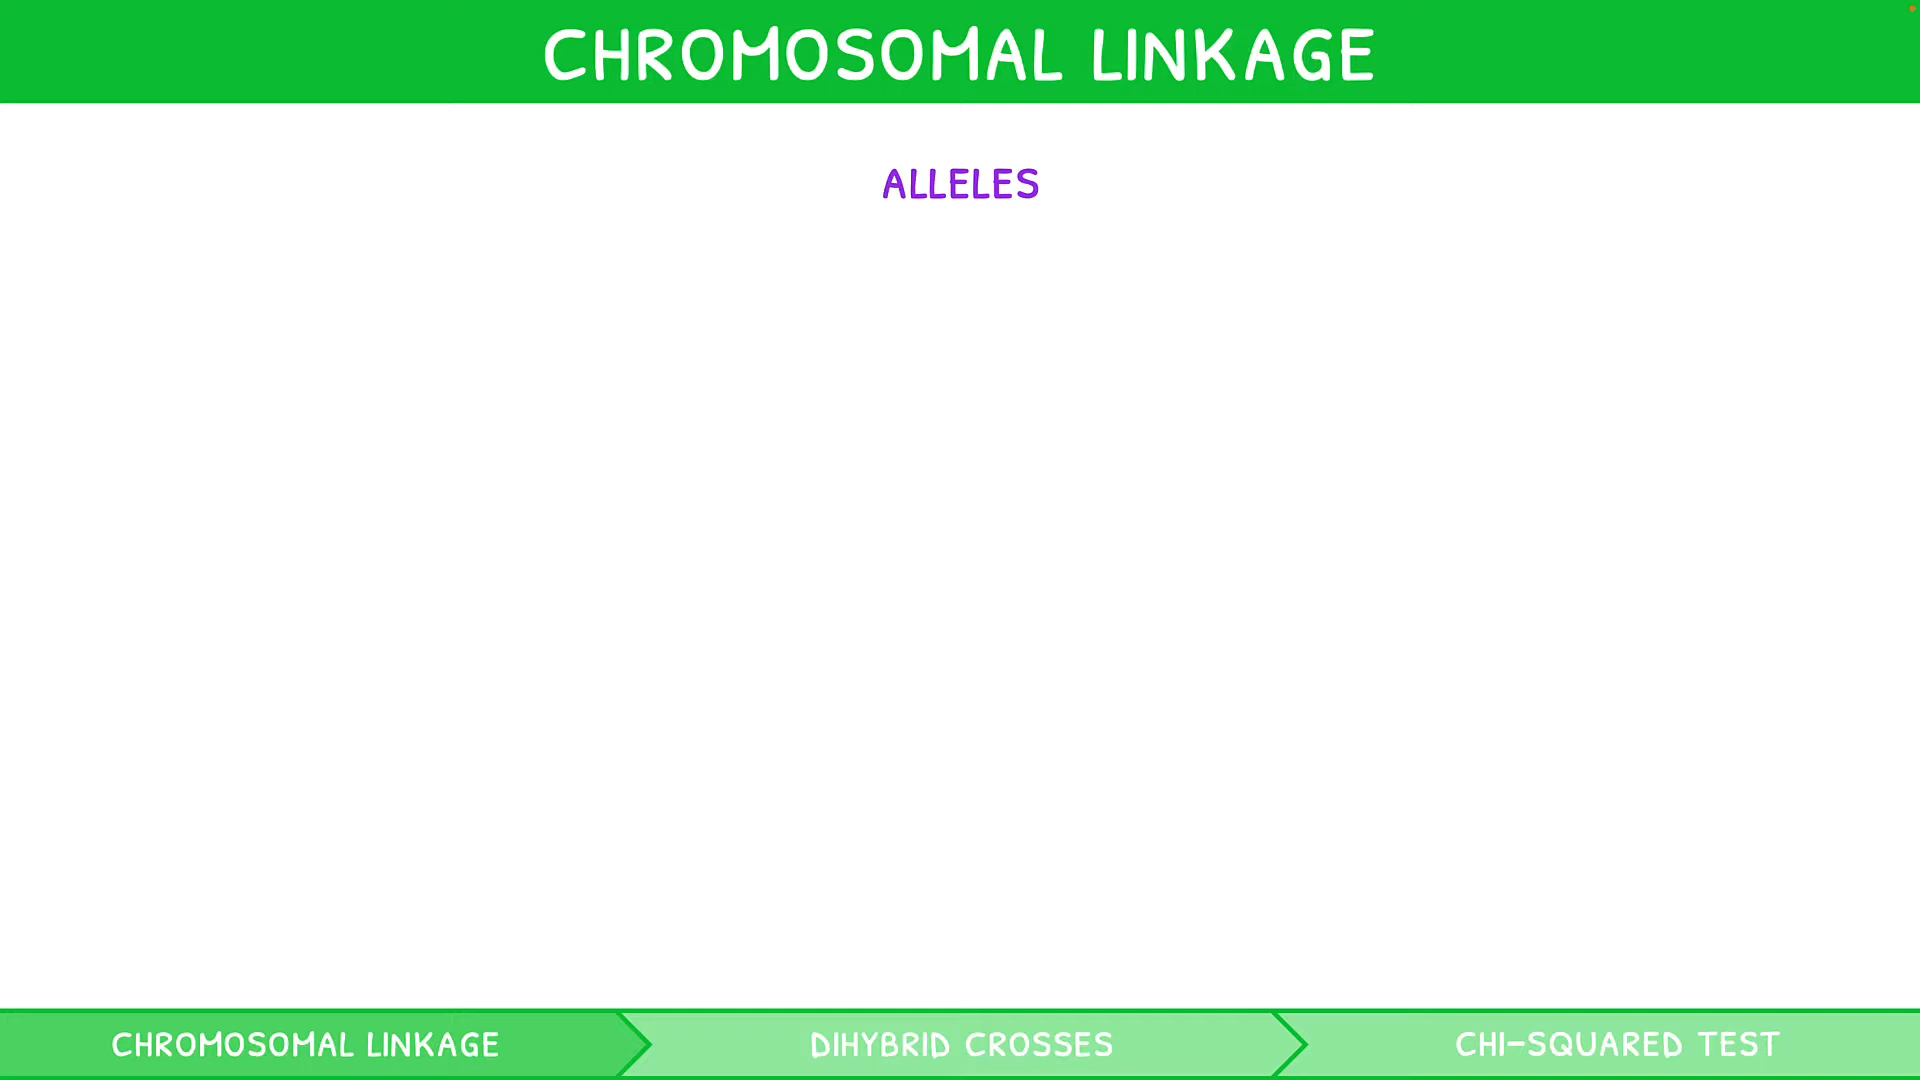 CHROMOSOMAL LINKAGE
ALLELES
CHROMOSOMAL LINKAGE
DIHYBRID CROSSES
CHI-SQUARED TEST